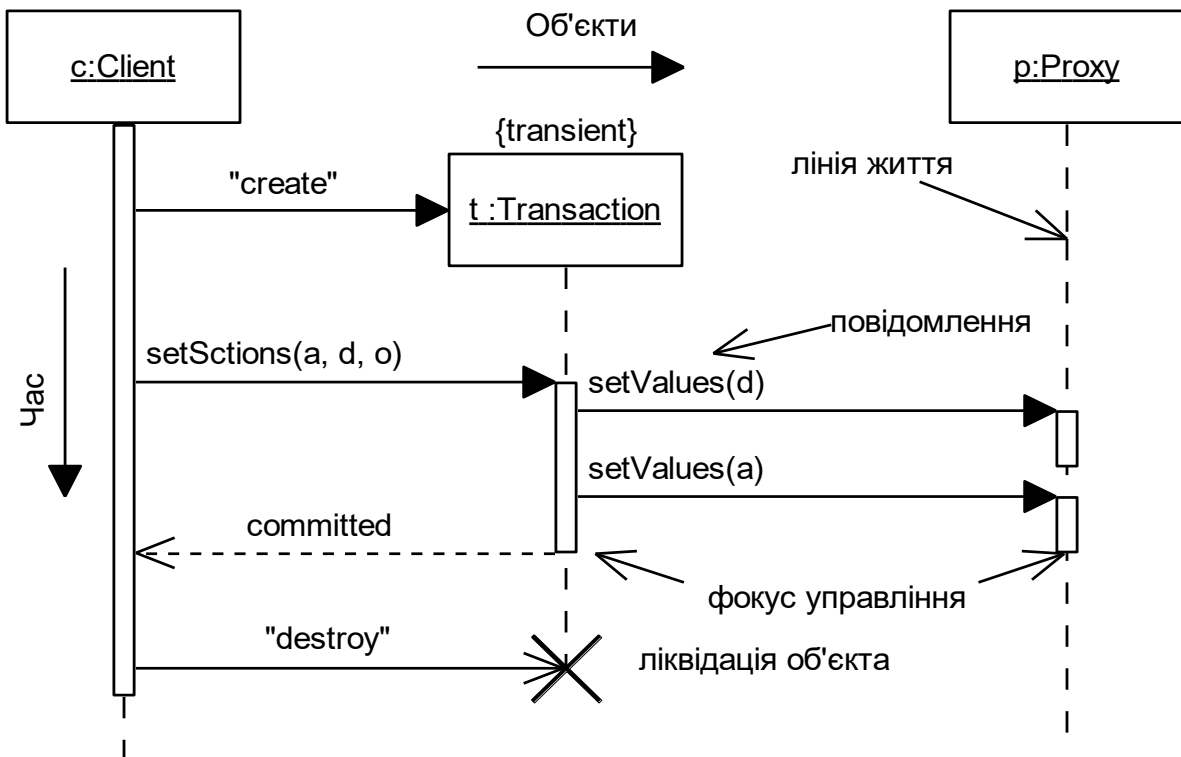 Об'єкти
c:Client
p:Proxy
{transient}
лінія життя
"create"
t :Transaction
повідомлення
setSctions(a, d, o)
setValues(d)
Час
setValues(a)
committed
фокус управління
"destroy"
ліквідація об'єкта